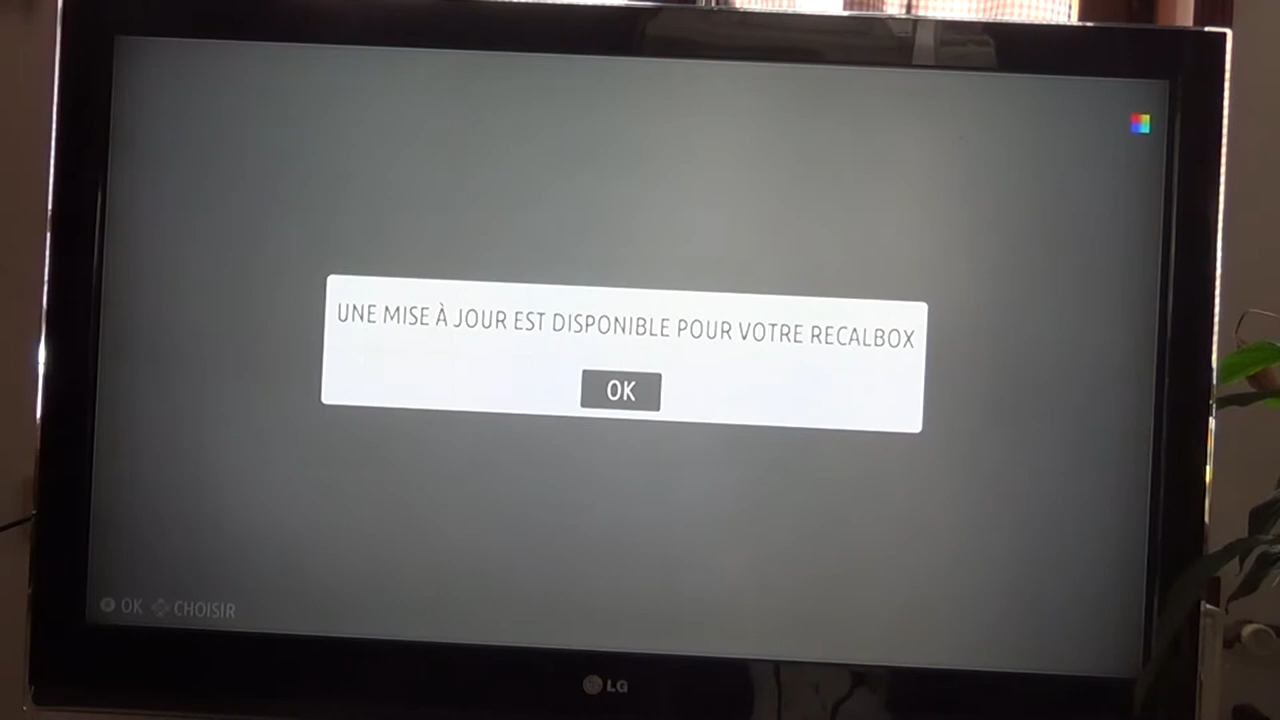 UNE MISE À JOUR EST DISPONIBLE POUR VOTRE RECALBOX
OK
OK CHOISIR
LG